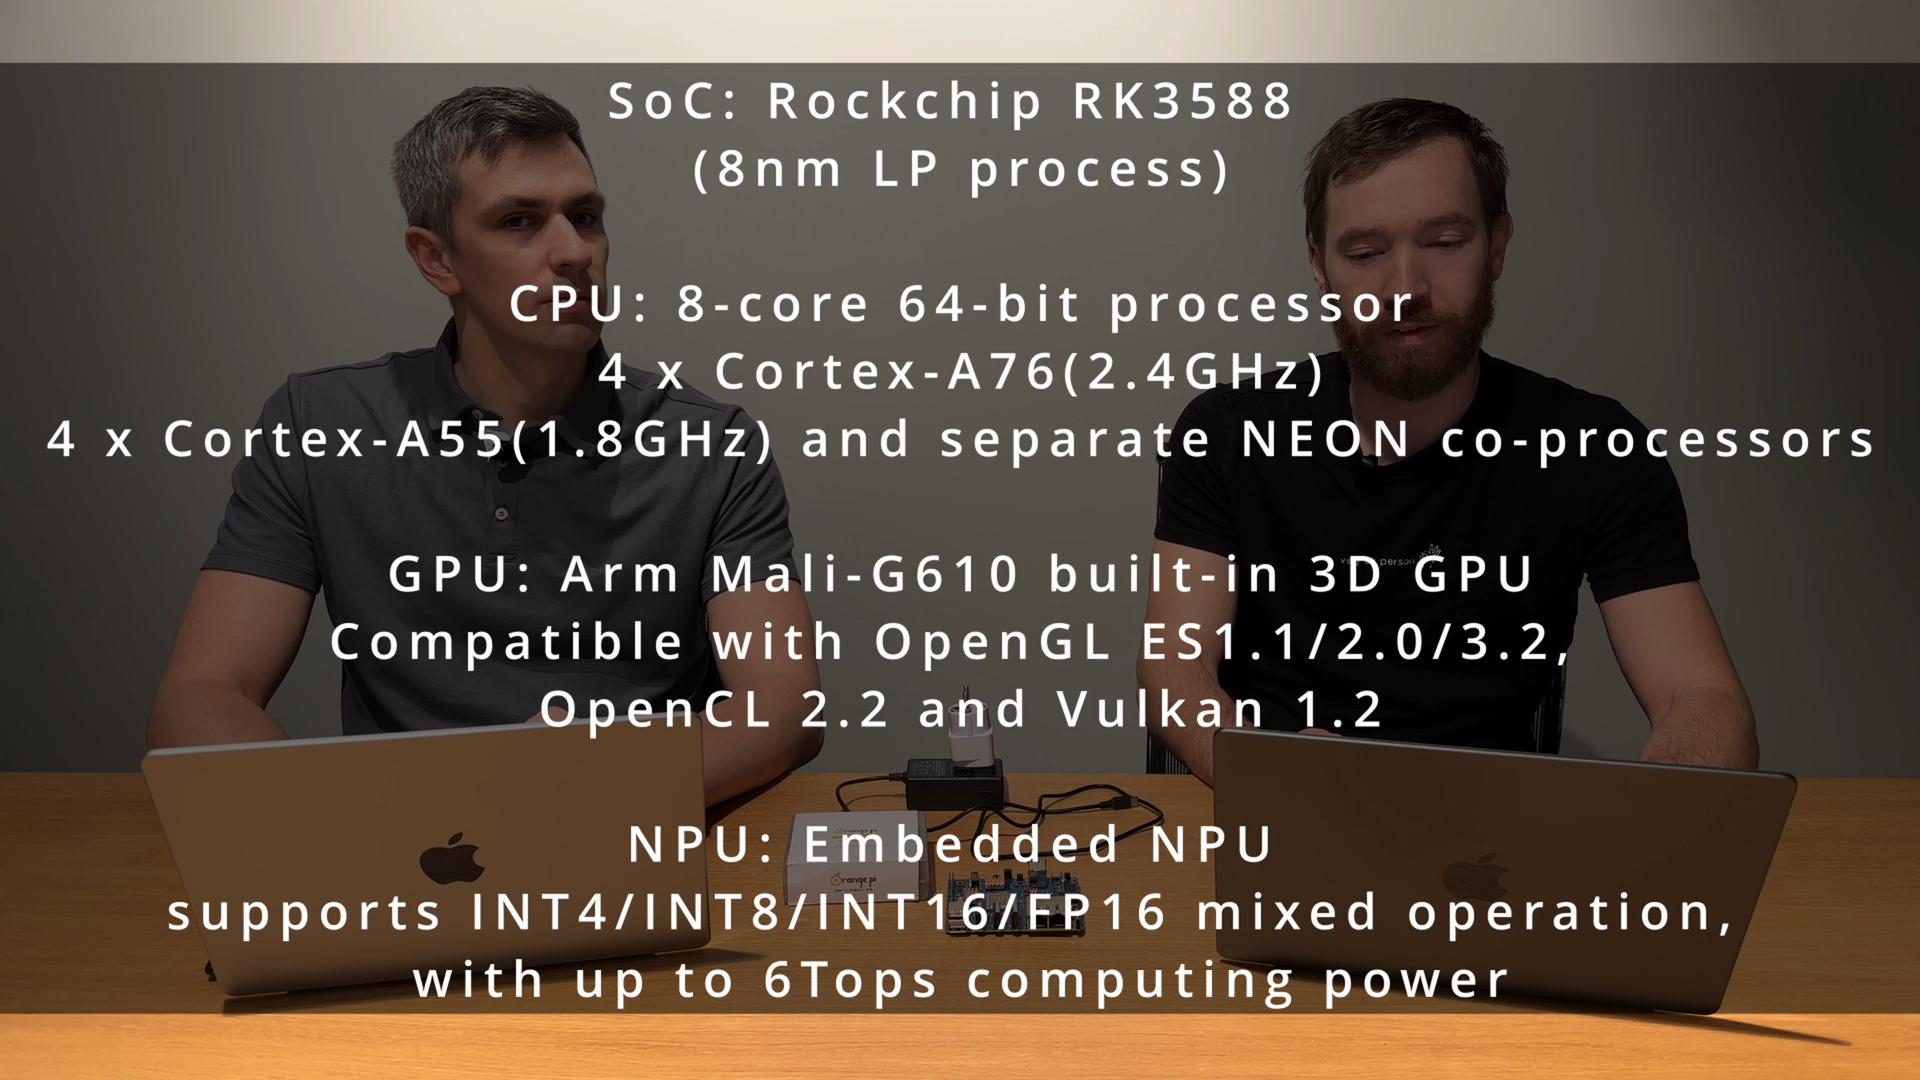 SoC: Rockchip RK3588
(8nm LP process)
CPU: 8-core 64-bit processor
4 x Cortex-A76(2.4GHz)
4 x Cortex-A55(1.8GHz) and separate NEON co-processors
GPU: Arm Mali-G610 built-in 3D GPU
Compatible with OpenGL ES1.1/2.0/3.2,
OpenCL 2.2 and Vulkan 1.2
NPU: Embedded NPU
supports INT4/INT8/INT16/FP16 mixed operation,
with up to 6Tops computing power
person
Orange pi